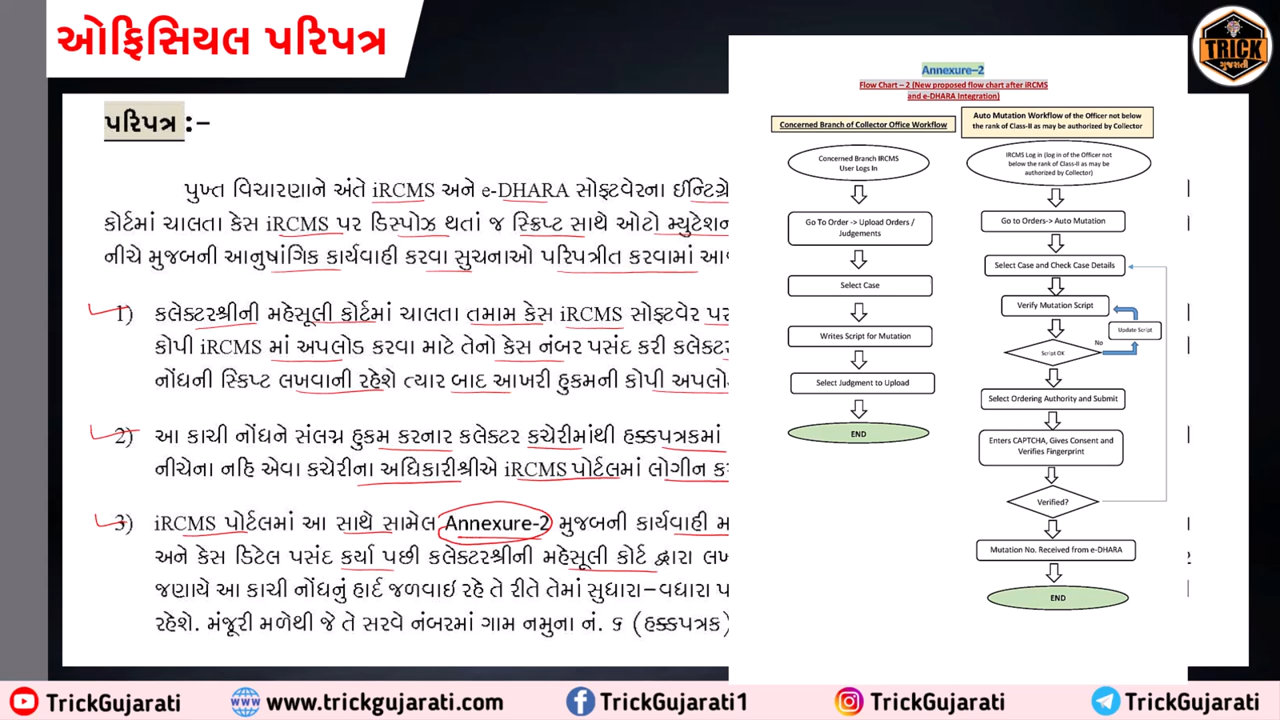 ઓફિસિયલ પરિપત્ર
TRICK
ગુજરાતી
પરિપત્ર :-
પુખ્ત વિચારણાને અંતે iRCMS અને e-DHARA સોફ્ટવેરના
કોર્ટમાં ચાલતા કેસ iRCMS પર ડિસ્પોઝ થતાં જ સ્ક્રિપ્ટ સાથે ઓટો
નીચે મુજબની આનુષાંગિક કાર્યવાહી કરવા સુચનાઓ પરિપત્રીત કરવામાં
1) કલેક્ટરશ્રીની મહેસૂલી કોર્ટમાં ચાલતા તમામ કેસ iRCMS સોફ્ટવેર
કોપી iRCMS માં અપલોડ કરવા માટે તેનો કેસ નંબર પસંદ કરી
નોંધની સ્ક્રિપ્ટ લખવાની રહેશે ત્યાર બાદ આખરી હુકમની કોપી
2) આ કાચી નોંધને સંલગ્ન હુકમ કરનાર કલેક્ટર કચેરીમાંથી હક્કપત્રકમાં
નીચેના નહિ એવા કચેરીના અધિકારીશ્રીએ iRCMS પોર્ટલમાં લોગીન
3) iRCMS પોર્ટલમાં આ સાથે સામેલ Annexure-2 મુજબની કાર્યવાહી
અને કેસ ડિટેલ પસંદ કર્યા પછી કલેક્ટરશ્રીની મહેસૂલી કોર્ટ દ્વારા
જણાયે આ કાચી નોંધનું હાર્દ જળવાઇ રહે તે રીતે તેમાં સુધારા-વધારા
રહેશે. મંજૂરી મળેથી જે તે સરવે નંબરમાં ગામ નમુના નં. ૬ (હક્કપત્રક)
Annexure–2
Flow Chart – 2 (New proposed flow chart after iRCMS
and e-DHARA Integration)
Concerned Branch of Collector Office Workflow
Concerned Branch IRCMS
User Logs In
Go To Order -> Upload Orders /
Judgements
Select Case
Writes Script for Mutation
Select Judgment to Upload
END
Auto Mutation Workflow of the Officer not below
the rank of Class-II as may be authorized by Collector
IRCMS Log in (log in of the Officer not
below the rank of Class-II as may be
authorized by Collector)
Go to Orders-> Auto Mutation
Select Case and Check Case Details
Verify Mutation Script
Update Script
No
Script OK
Select Ordering Authority and Submit
Enters CAPTCHA, Gives Consent and
Verifies Fingerprint
Verified?
Mutation No. Received from e-DHARA
END
TrickGujarati
www.trickgujarati.com
TrickGujarati1
TrickGujarati
TrickGujarati